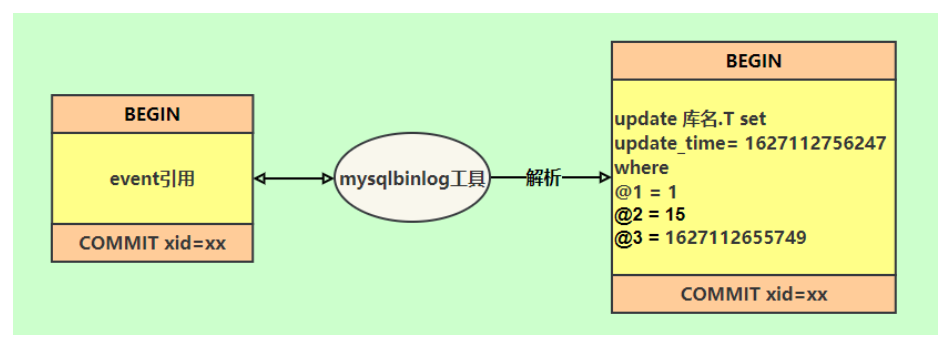 BEGIN
event引用
COMMIT xid=xx
mysqlbinlog工具
解析
BEGIN
update 库名.T set
update_time= 1627112756247
where
@1 = 1
@2 = 15
@3 = 1627112655749
COMMIT xid=xx